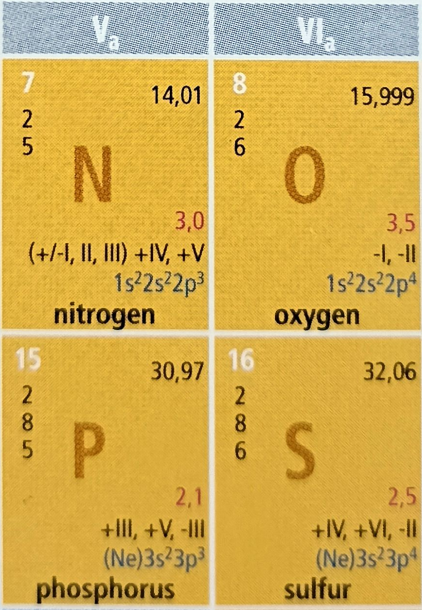 Va VIa
7 14,01
2
5
N
3,0
(+/-I, II, III) +IV, +V
1s²2s²2p³
nitrogen
8 15,999
2
6
O
3,5
-I, -II
1s²2s²2p⁴
oxygen
15 30,97
2
8
5
P
2,1
+III, +V, -III
(Ne)3s²3p³
phosphorus
16 32,06
2
8
6
S
2,5
+IV, +VI, -II
(Ne)3s²3p⁴
sulfur